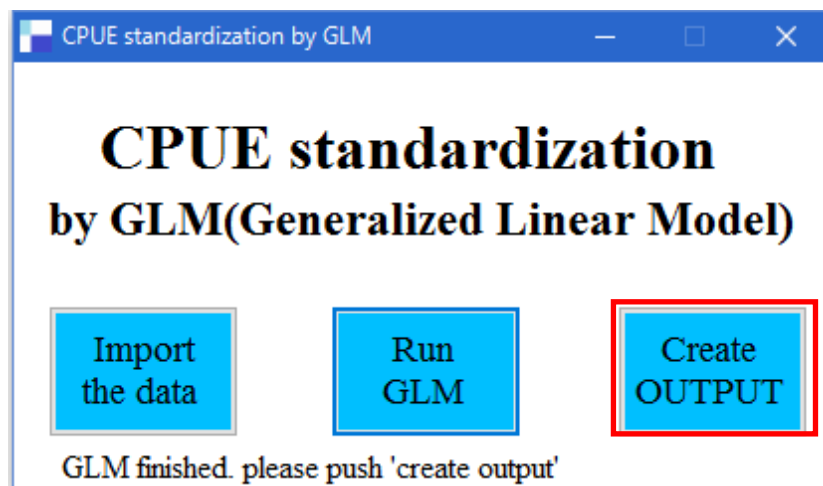 CPUE standardization by GLM
CPUE standardization
by GLM(Generalized Linear Model)
Import
the data
Run
GLM
Create
OUTPUT
GLM finished. please push 'create output'